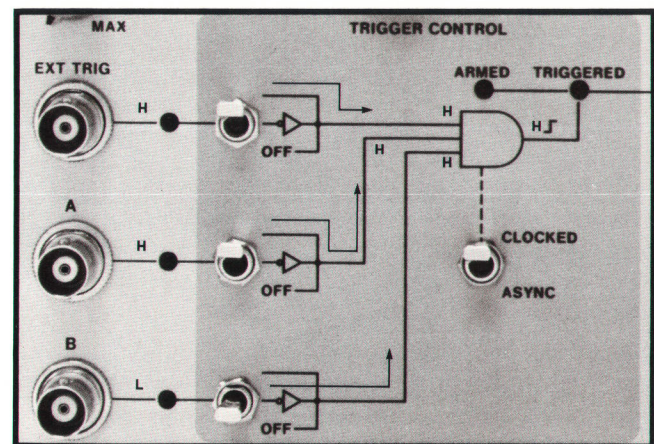 MAX
TRIGGER CONTROL
EXT TRIG
ARMED
TRIGGERED
H
H
H
H
OFF
H
A
H
CLOCKED
OFF
ASYNC
B
L
OFF